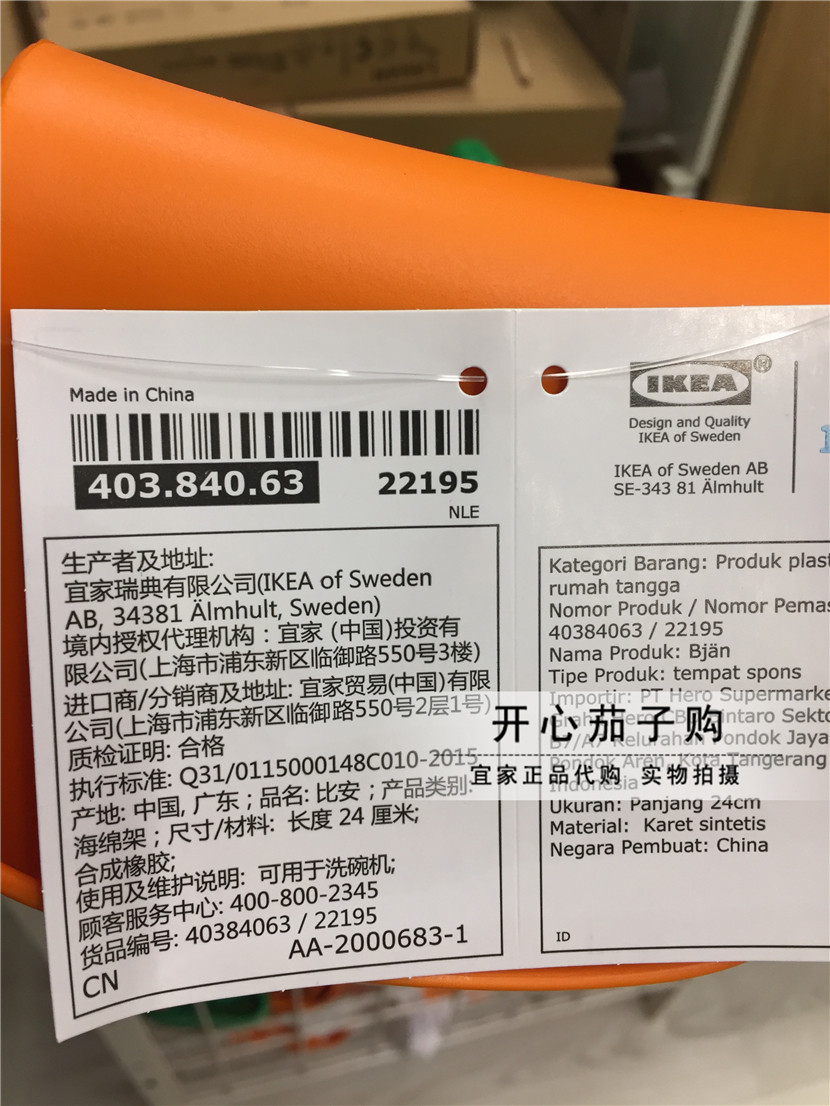 Made in China
403.840.63
22195
NLE
生产者及地址:
宜家瑞典有限公司(IKEA of Sweden
AB, 34381 Älmhult, Sweden)
境内授权代理机构：宜家 (中国)投资有
限公司(上海市浦东新区临御路550号3楼)
进口商/分销商及地址: 宜家贸易(中国)有限
公司(上海市浦东新区临御路550号2层1号)
质检证明: 合格
执行标准: Q31/0115000148C010-2015
产地: 中国, 广东；品名: 比安；产品类别:
海绵架；尺寸/材料: 长度 24 厘米;
合成橡胶;
使用及维护说明: 可用于洗碗机;
顾客服务中心: 400-800-2345
货品编号: 40384063 / 22195
AA-2000683-1
CN
IKEA®
Design and Quality
IKEA of Sweden
IKEA of Sweden AB
SE-343 81 Älmhult
Kategori Barang: Produk plast
rumah tangga
Nomor Produk / Nomor Pemas
40384063 / 22195
Nama Produk: Bjän
Tipe Produk: tempat spons
Importir: PT Hero Supermarke
Sekto
Kelurahan Pondok Jaya
Pondok Aren, Kota Tangerang
Indonesia
Ukuran: Panjang 24cm
Material: Karet sintetis
Negara Pembuat: China
ID
开心茄子购
宜家正品代购 实物拍摄